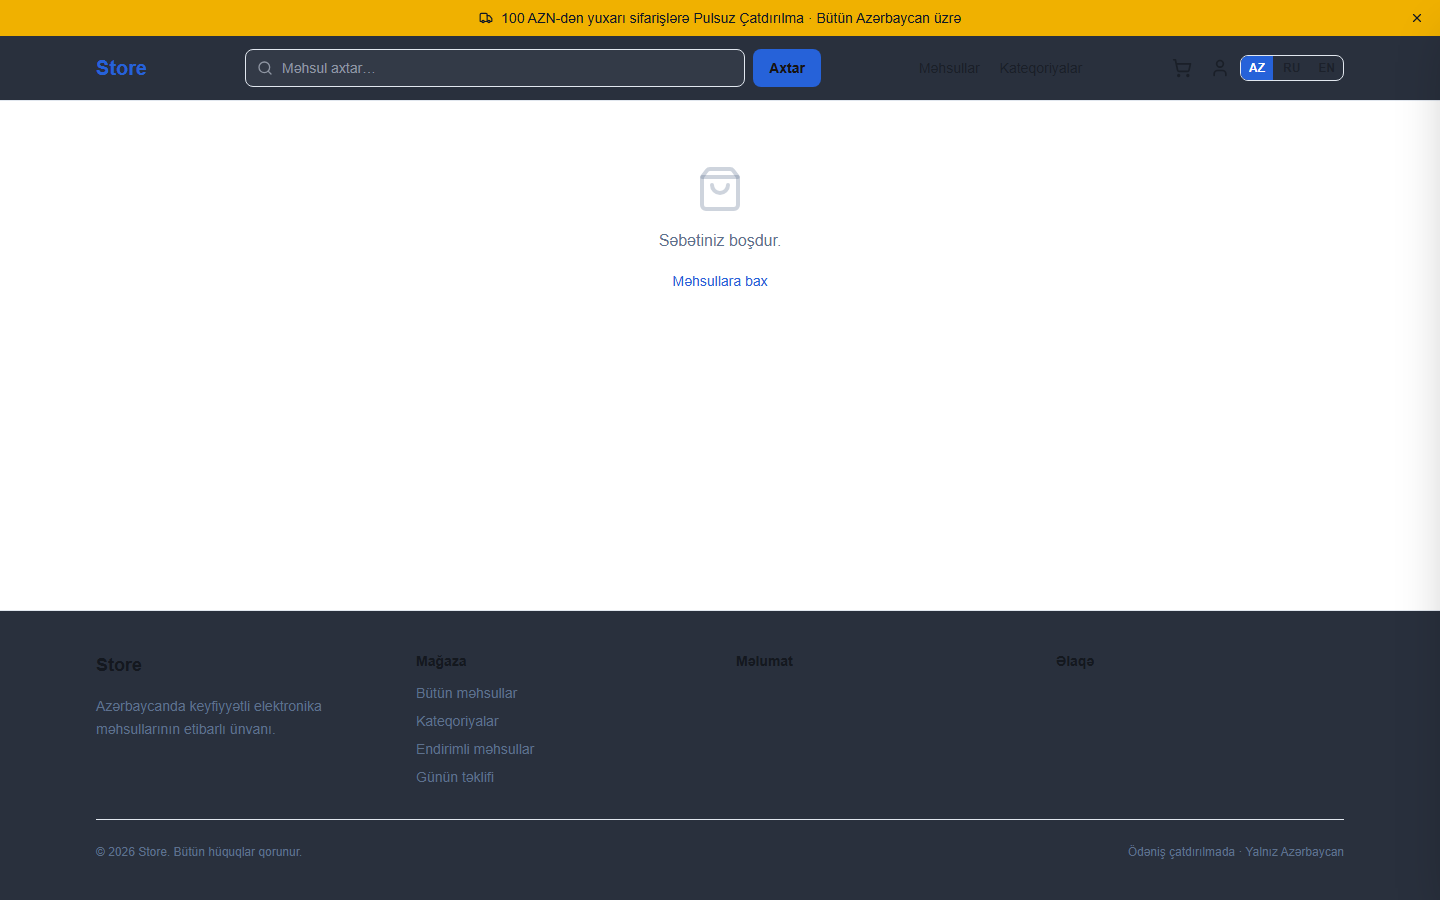 100 AZN-dən yuxarı sifarişlərə Pulsuz Çatdırılma · Bütün Azərbaycan üzrə
Store
Məhsul axtar...
Axtar
Məhsullar
Kateqoriyalar
AZ
RU
EN
Səbətiniz boşdur.
Məhsullara bax
Store
Azərbaycanda keyfiyyətli elektronika
məhsullarının etibarlı ünvanı.
Mağaza
Bütün məhsullar
Kateqoriyalar
Endirimli məhsullar
Günün təklifi
Məlumat
Əlaqə
© 2026 Store. Bütün hüquqlar qorunur.
Ödəniş çatdırılmada · Yalnız Azərbaycan